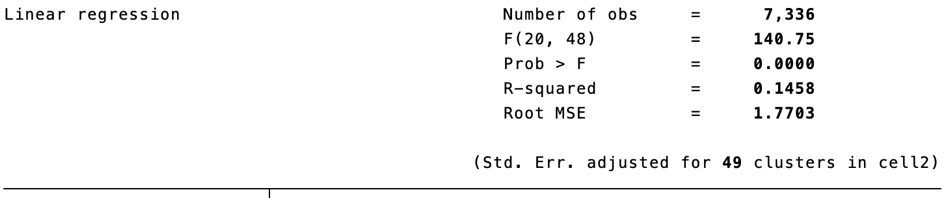 Linear regression Number of obs = 7,336
F(20, 48) = 140.75
Prob > F = 0.0000
R-squared = 0.1458
Root MSE = 1.7703
(Std. Err. adjusted for 49 clusters in cell2)